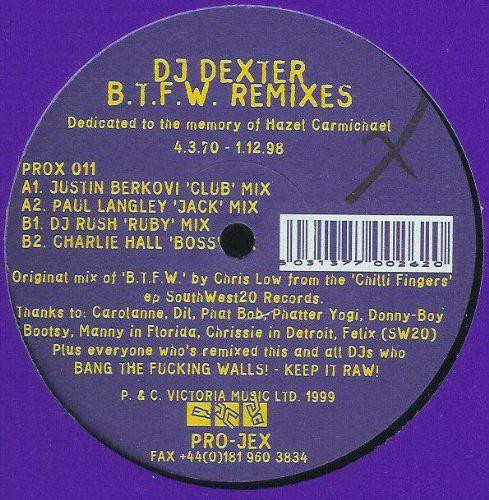 DJ DEXTER
B.T.F.W. REMIXES
Dedicated to the memory of Hazel Carmichael
4.3.70 - 1.12.98
PROX 011
A1. JUSTIN BERKOVI 'CLUB' MIX
A2. PAUL LANGLEY 'JACK' MIX
B1. DJ RUSH 'RUBY' MIX
B2. CHARLIE HALL 'BOSS'
5 031377 002620
Original mix of 'B.T.F.W.' by Chris Low from the 'Chilli Fingers'
ep SouthWest20 Records.
Thanks to: Carolanne, Dil, Phat Bob, Phatter Yogi, Donny-Boy
Bootsy, Manny in Florida, Chrissie in Detroit, Felix (SW20)
Plus everyone who's remixed this and all DJs who
BANG THE FUCKING WALLS! - KEEP IT RAW!
P. & C. VICTORIA MUSIC LTD. 1999
PRO-JEX
FAX +44(0)181 960 3834